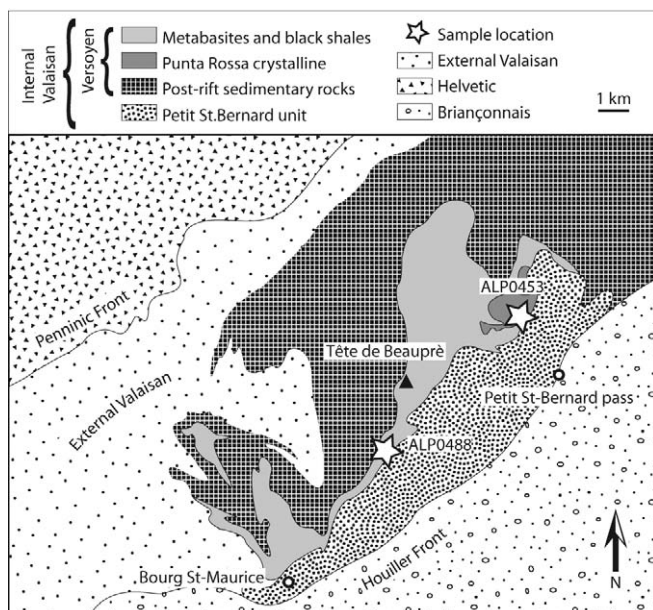 Internal
Valaisan
Versoyen
Metabasites and black shales
Punta Rossa crystalline
Post-rift sedimentary rocks
Petit St.Bernard unit
Sample location
External Valaisan
Helvetic
Briançonnais
1 km
ALP0453
Penninic Front
Tête de Beauprè
Petit St-Bernard pass
External Valaisan
ALP0488
Houiller Front
Bourg St-Maurice
N